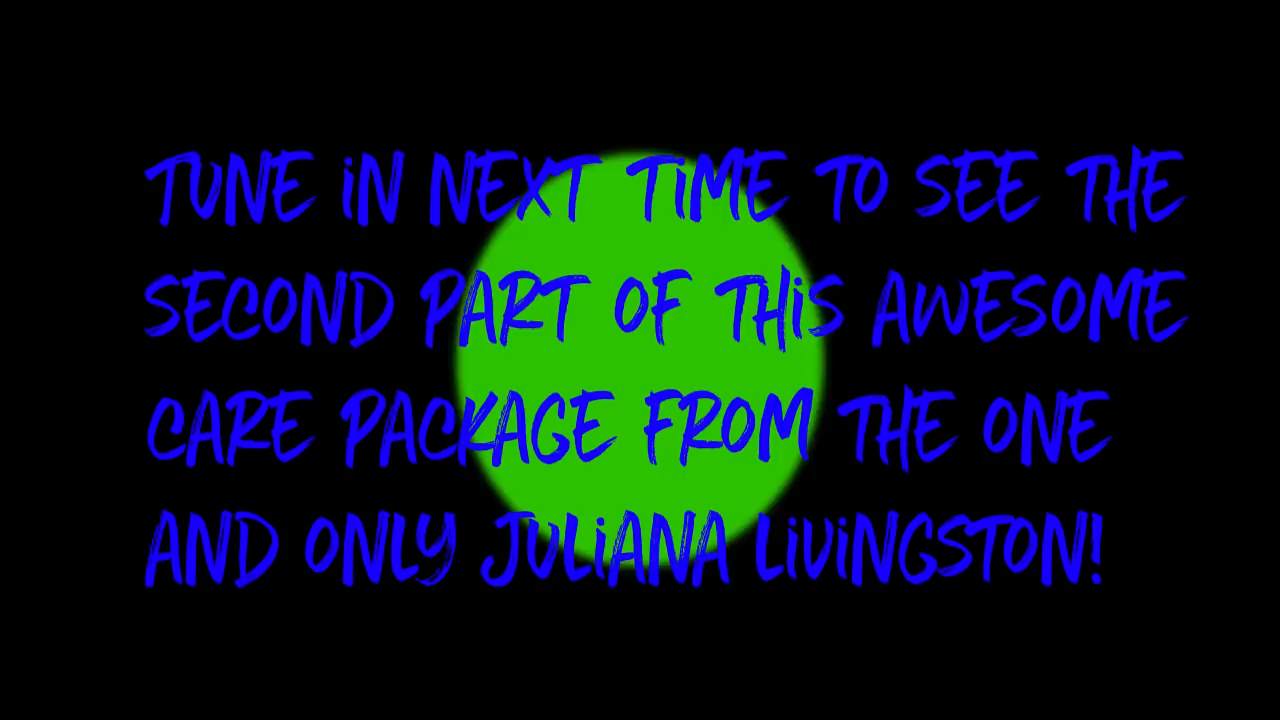 TUNE iN NEXT TiME TO SEE THE
SECOND PART OF THiS AWESOME
CARE PACKAGE FROM THE ONE
AND ONLY JULiANA LiViNGSTON!